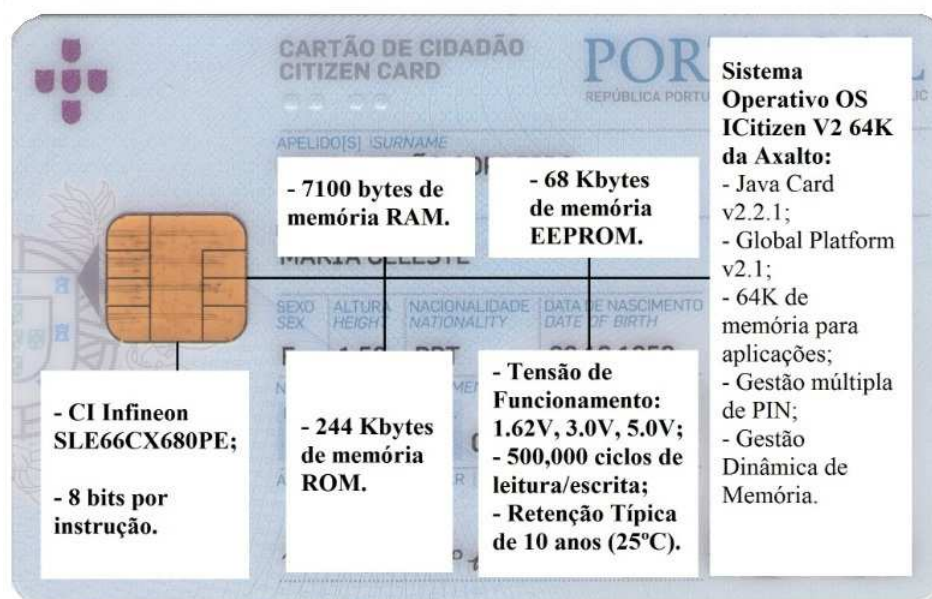 CARTÃO DE CIDADÃO
CITIZEN CARD
APELIDO[S] SURNAME
- 7100 bytes de
memória RAM.
- 68 Kbytes
de memória
EEPROM.
Sistema
Operativo OS
ICitizen V2 64K
da Axalto:
- Java Card
v2.2.1;
- Global Platform
v2.1;
- 64K de
memória para
aplicações;
- Gestão múltipla
de PIN;
- Gestão
Dinâmica de
Memória.
MARIA CELESTE
SEXO ALTURA NACIONALIDADE DATA DE NASCIMENTO
SEX HEIGHT NATIONALITY DATE OF BIRTH
- CI Infineon
SLE66CX680PE;
- 8 bits por
instrução.
- 244 Kbytes
de memória
ROM.
- Tensão de
Funcionamento:
1.62V, 3.0V, 5.0V;
- 500,000 ciclos de
leitura/escrita;
- Retenção Típica
de 10 anos (25ºC).